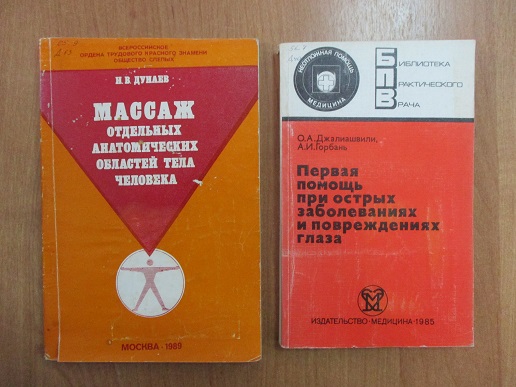 ВСЕРОССИЙСКОЕ
ОРДЕНА ТРУДОВОГО КРАСНОГО ЗНАМЕНИ
ОБЩЕСТВО СЛЕПЫХ
И. В. ДУНАЕВ
МАССАЖ
ОТДЕЛЬНЫХ
АНАТОМИЧЕСКИХ
ОБЛАСТЕЙ ТЕЛА
ЧЕЛОВЕКА
МОСКВА · 1989
НЕОТЛОЖНАЯ ПОМОЩЬ
МЕДИЦИНА
БИБЛИОТЕКА
ПРАКТИЧЕСКОГО
ВРАЧА
О.А.Джалиашвили,
А.И.Горбань
Первая
помощь
при острых
заболеваниях
и повреждениях
глаза
ИЗДАТЕЛЬСТВО·МЕДИЦИНА·1985